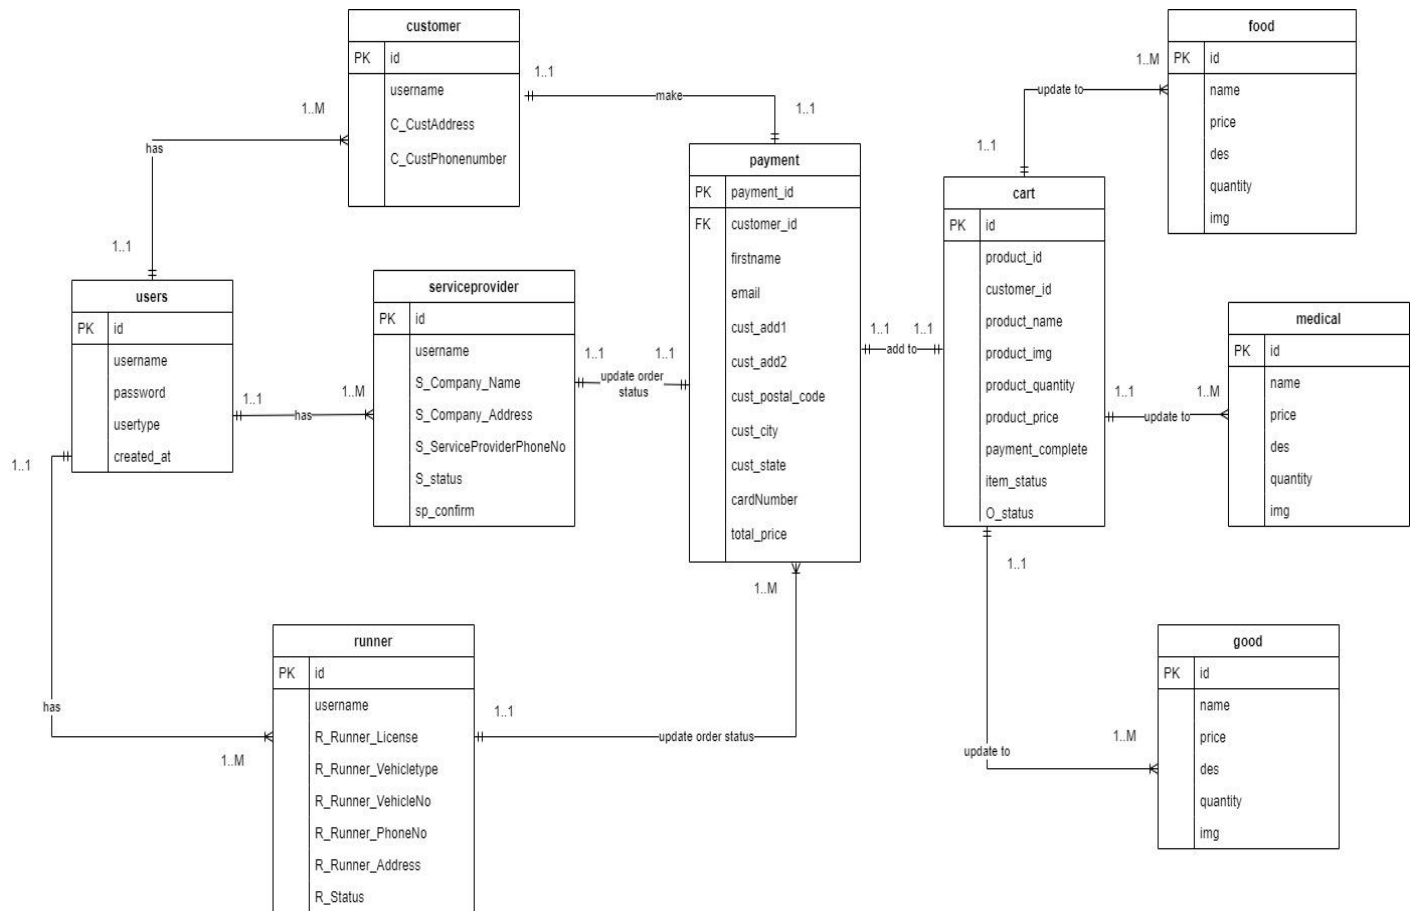 customer
PK id
username
C_CustAddress
C_CustPhonenumber
food
PK id
name
price
des
quantity
img
1..1
make
1..1
1..M
has
1..1
1..M
update to
1..1
payment
PK payment_id
FK customer_id
firstname
email
cust_add1
cust_add2
cust_postal_code
cust_city
cust_state
cardNumber
total_price
cart
PK id
product_id
customer_id
product_name
product_img
product_quantity
product_price
payment_complete
item_status
O_status
users
PK id
username
password
usertype
created_at
serviceprovider
PK id
username
S_Company_Name
S_Company_Address
S_ServiceProviderPhoneNo
S_status
sp_confirm
medical
PK id
name
price
des
quantity
img
1..1
has
1..M
1..1
update order
status
1..1
1..1
add to
1..1
1..1
update to
1..M
1..1
has
1..M
1..M
1..1
update order status
1..1
update to
1..M
runner
PK id
username
R_Runner_License
R_Runner_Vehicletype
R_Runner_VehicleNo
R_Runner_PhoneNo
R_Runner_Address
R_Status
good
PK id
name
price
des
quantity
img